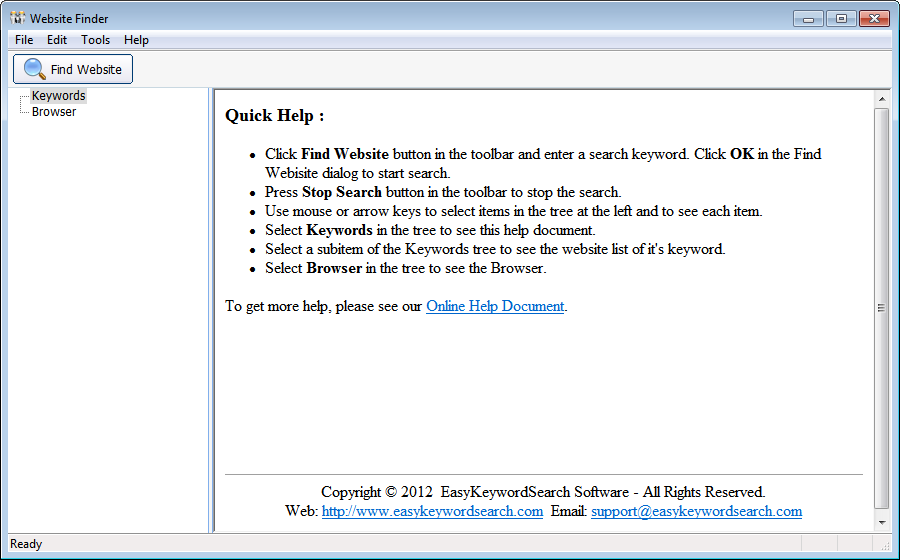 Website Finder
File Edit Tools Help
Find Website
Keywords
Browser
Quick Help :
• Click Find Website button in the toolbar and enter a search keyword. Click OK in the Find
Webisite dialog to start search.
• Press Stop Search button in the toolbar to stop the search.
• Use mouse or arrow keys to select items in the tree at the left and to see each item.
• Select Keywords in the tree to see this help document.
• Select a subitem of the Keywords tree to see the website list of it's keyword.
• Select Browser in the tree to see the Browser.
To get more help, please see our Online Help Document.
Copyright © 2012 EasyKeywordSearch Software - All Rights Reserved.
Web: http://www.easykeywordsearch.com Email: support@easykeywordsearch.com
Ready